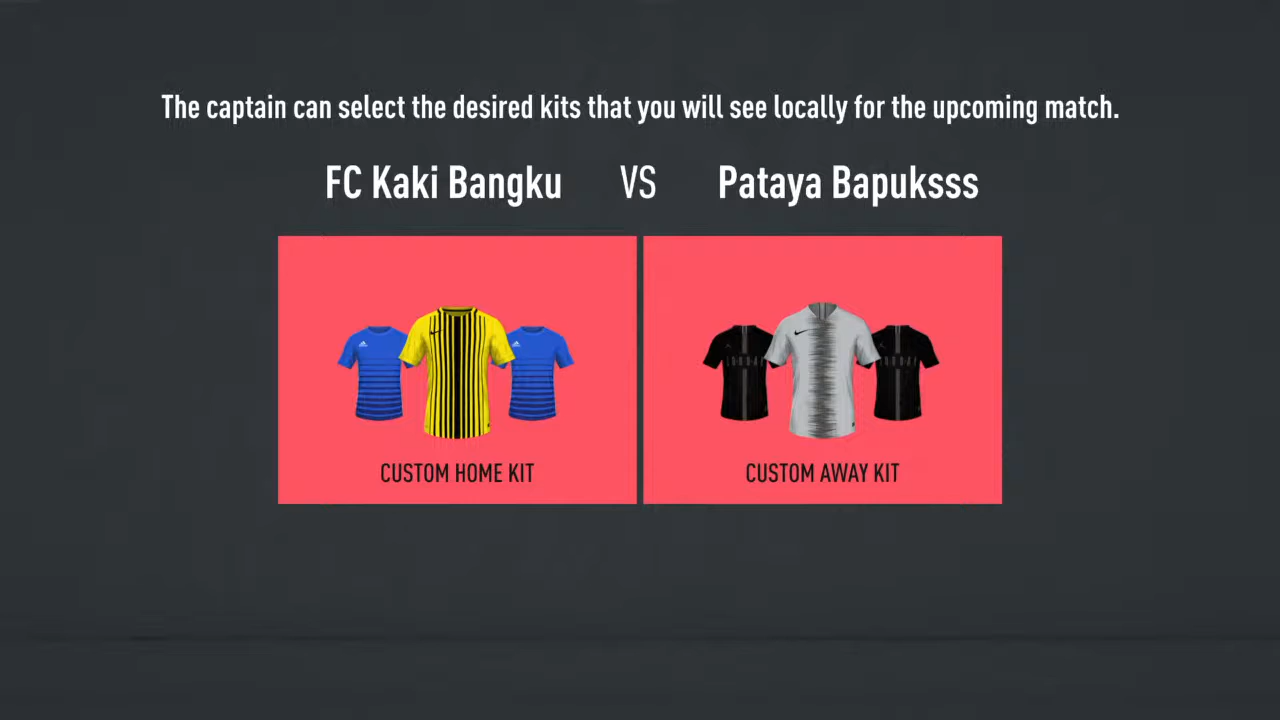 The captain can select the desired kits that you will see locally for the upcoming match.
FC Kaki Bangku VS Pataya Bapuksss
CUSTOM HOME KIT CUSTOM AWAY KIT